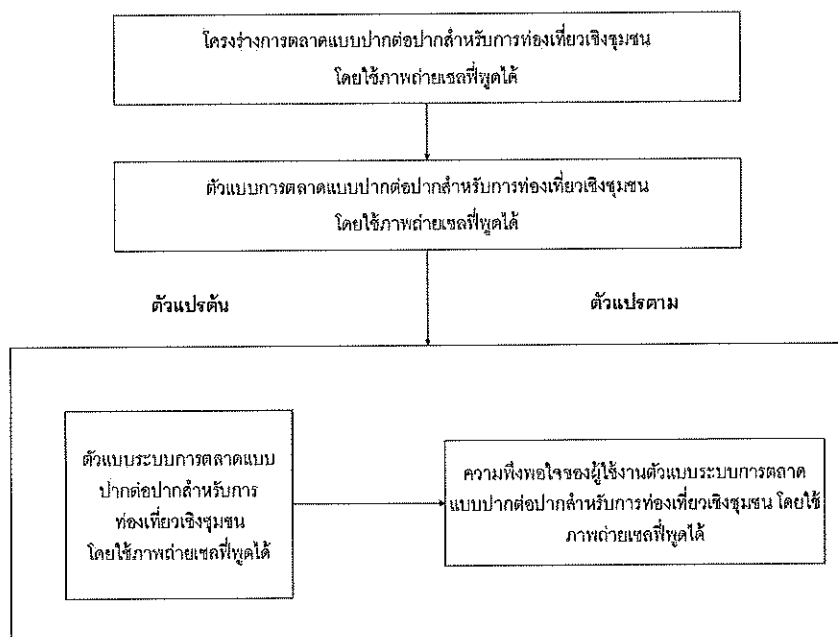 โครงร่างการตลาดแบบปากต่อปากสำหรับการท่องเที่ยวเชิงชุมชน
โดยใช้ภาพถ่ายเซลฟี่พูดได้
ตัวแบบการตลาดแบบปากต่อปากสำหรับการท่องเที่ยวเชิงชุมชน
โดยใช้ภาพถ่ายเซลฟี่พูดได้
ตัวแปรต้น
ตัวแปรตาม
ตัวแบบระบบการตลาดแบบ
ปากต่อปากสำหรับการ
ท่องเที่ยวเชิงชุมชน
โดยใช้ภาพถ่ายเซลฟี่พูดได้
ความพึงพอใจของผู้ใช้งานตัวแบบระบบการตลาด
แบบปากต่อปากสำหรับการท่องเที่ยวเชิงชุมชน โดยใช้
ภาพถ่ายเซลฟี่พูดได้